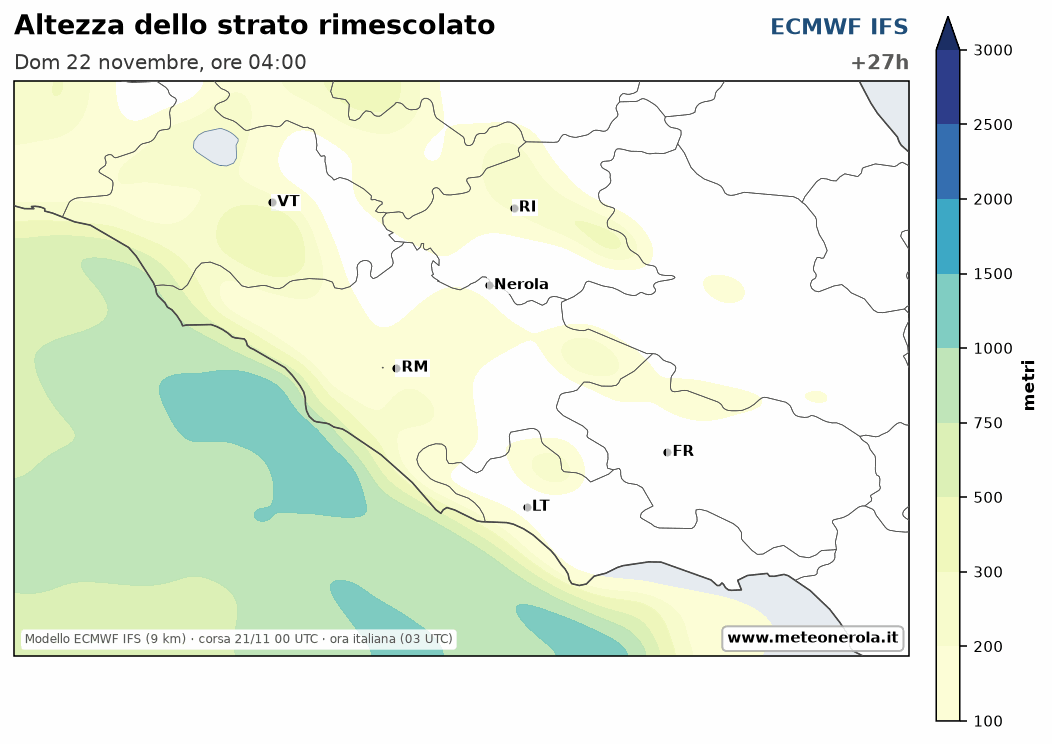 Altezza dello strato rimescolato
ECMWF IFS
Dom 22 novembre, ore 04:00
+27h
VT
RI
Nerola
RM
FR
LT
Modello ECMWF IFS (9 km) · corsa 21/11 00 UTC · ora italiana (03 UTC)
www.meteonerola.it
3000
2500
2000
1500
1000
750
500
300
200
100
metri